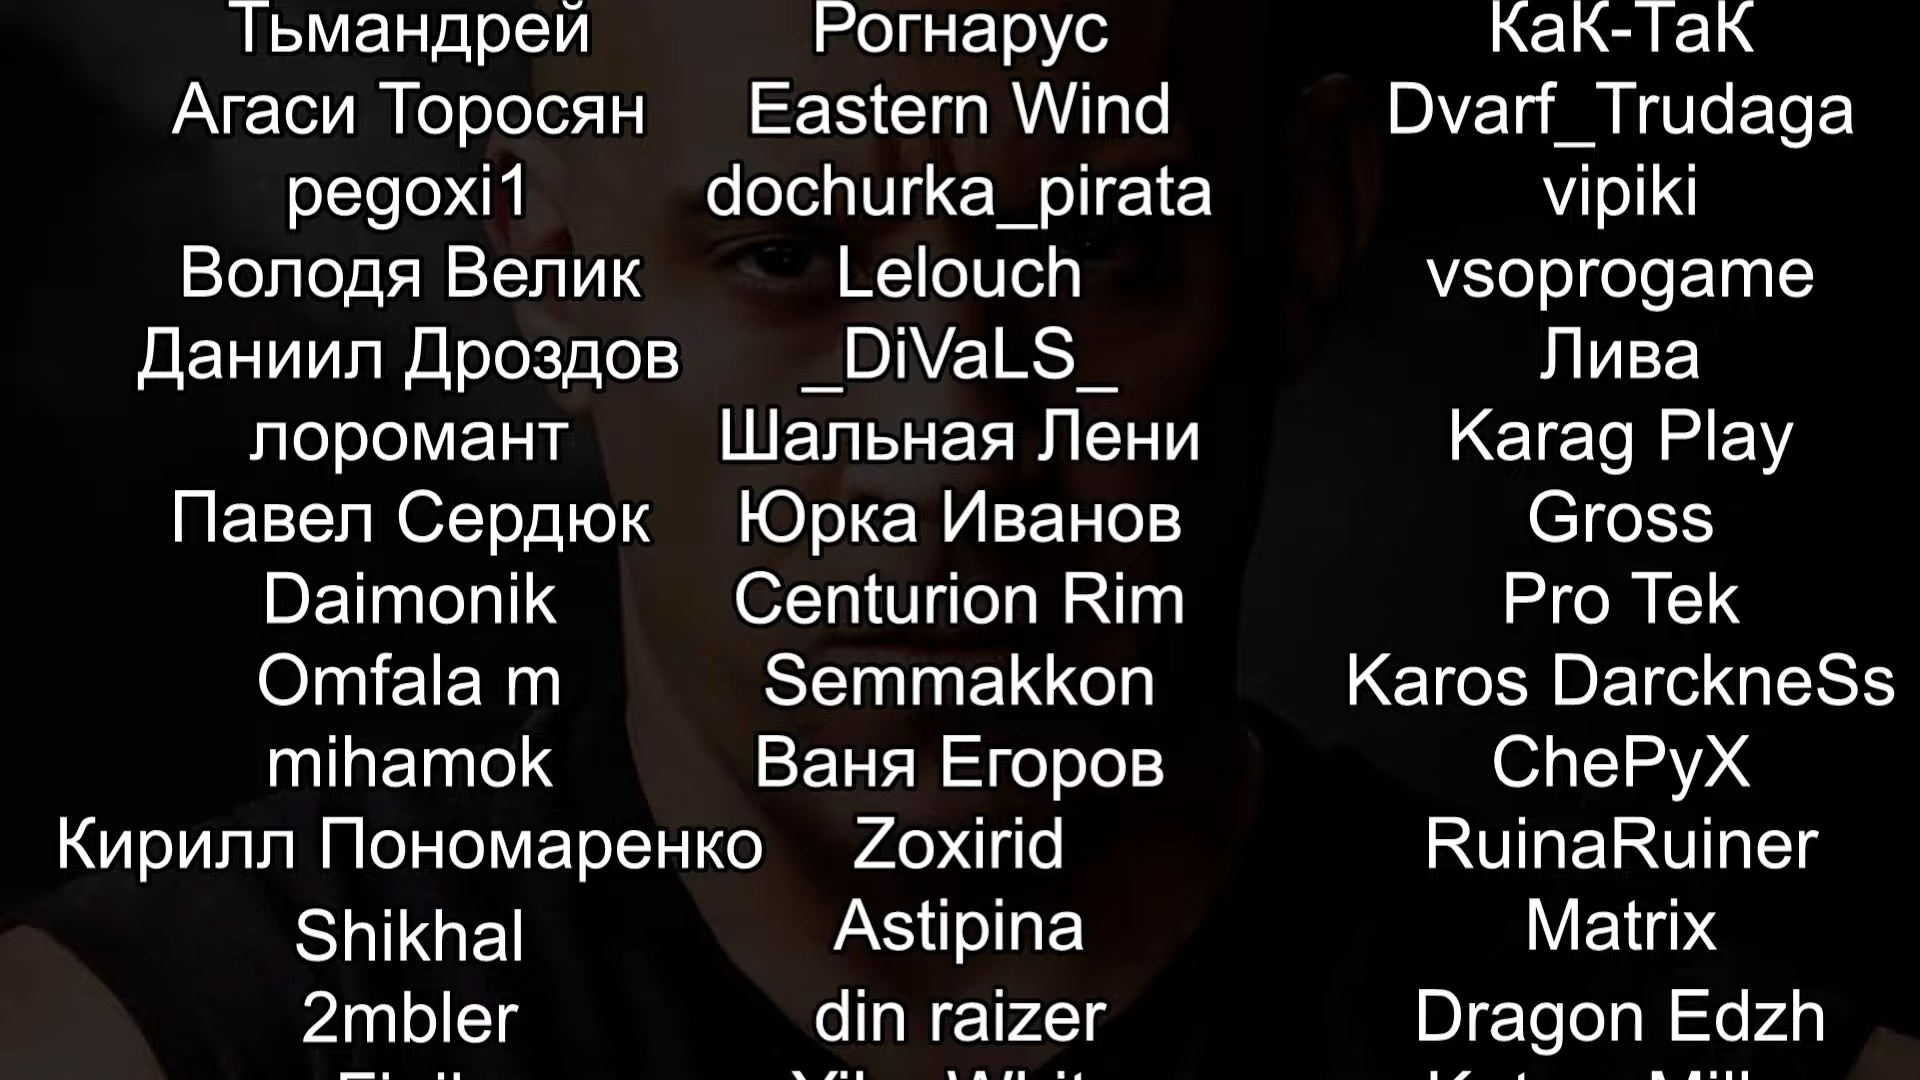 Тьмандрей
Рогнарус
КаК-ТаК
Агаси Торосян
Eastern Wind
Dvarf_Trudaga
pegoxi1
dochurka_pirata
vipiki
Володя Велик
Lelouch
vsoprogame
Даниил Дроздов
_DiVaLS_
Лива
лоромант
Шальная Лени
Karag Play
Павел Сердюк
Юрка Иванов
Gross
Daimonik
Centurion Rim
Pro Tek
Omfala m
Semmakkon
Karos DarckneSs
mihamok
Ваня Егоров
ChePyX
Кирилл Пономаренко
Zoxirid
RuinaRuiner
Shikhal
Astipina
Matrix
2mbler
din raizer
Dragon Edzh